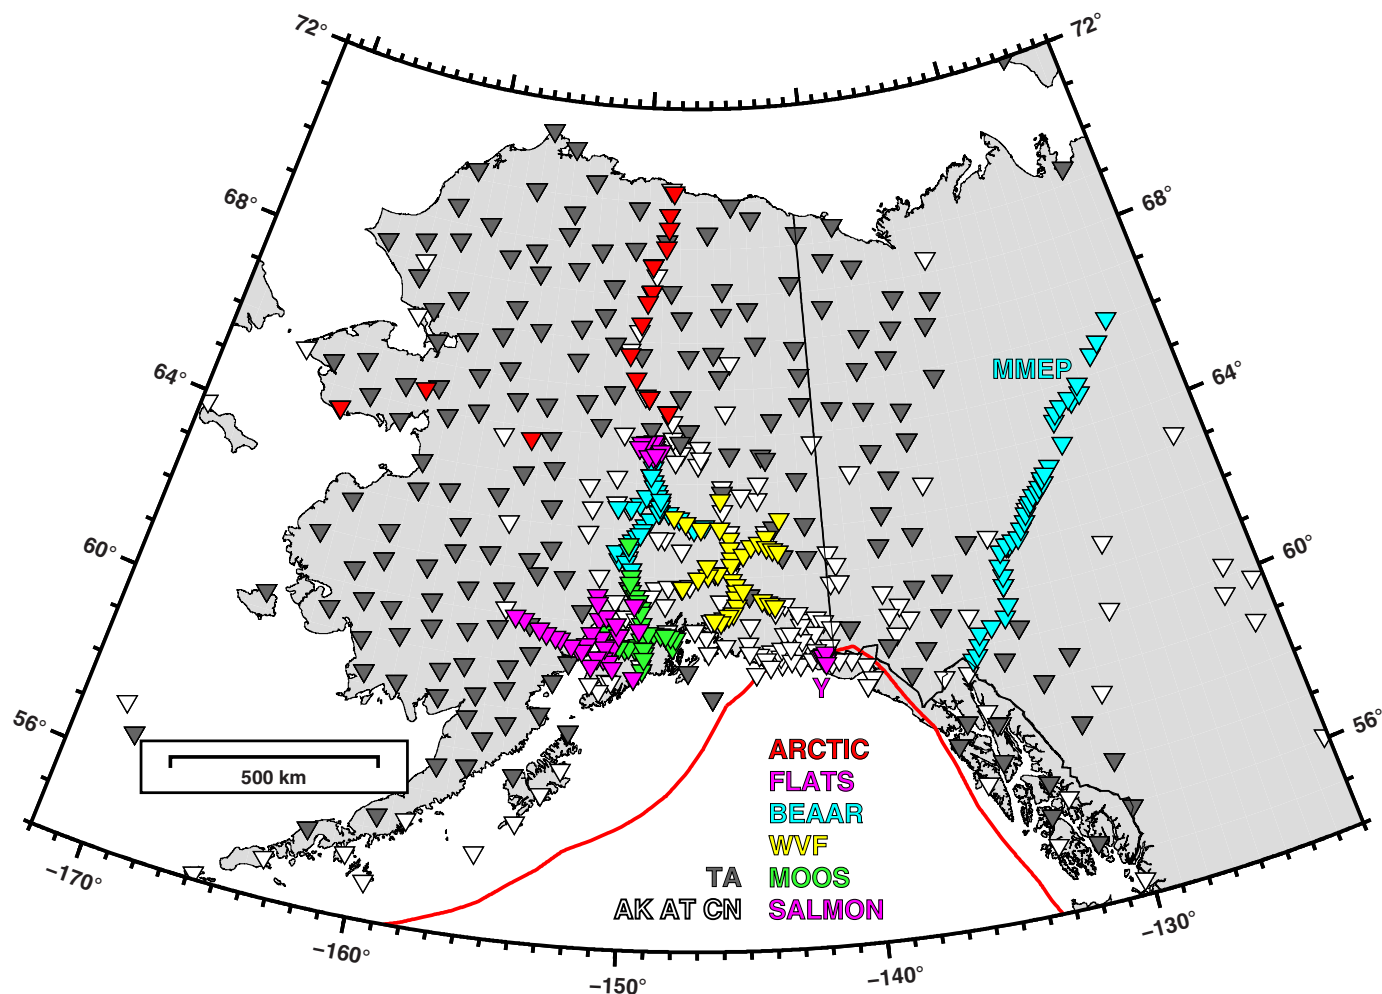 72°
72°
68°
68°
64°
64°
MMEP
60°
60°
56°
56°
Y
500 km
ARCTIC
FLATS
BEAAR
WVF
TA MOOS
AK AT CN SALMON
−170°
−160°
−150°
−140°
−130°